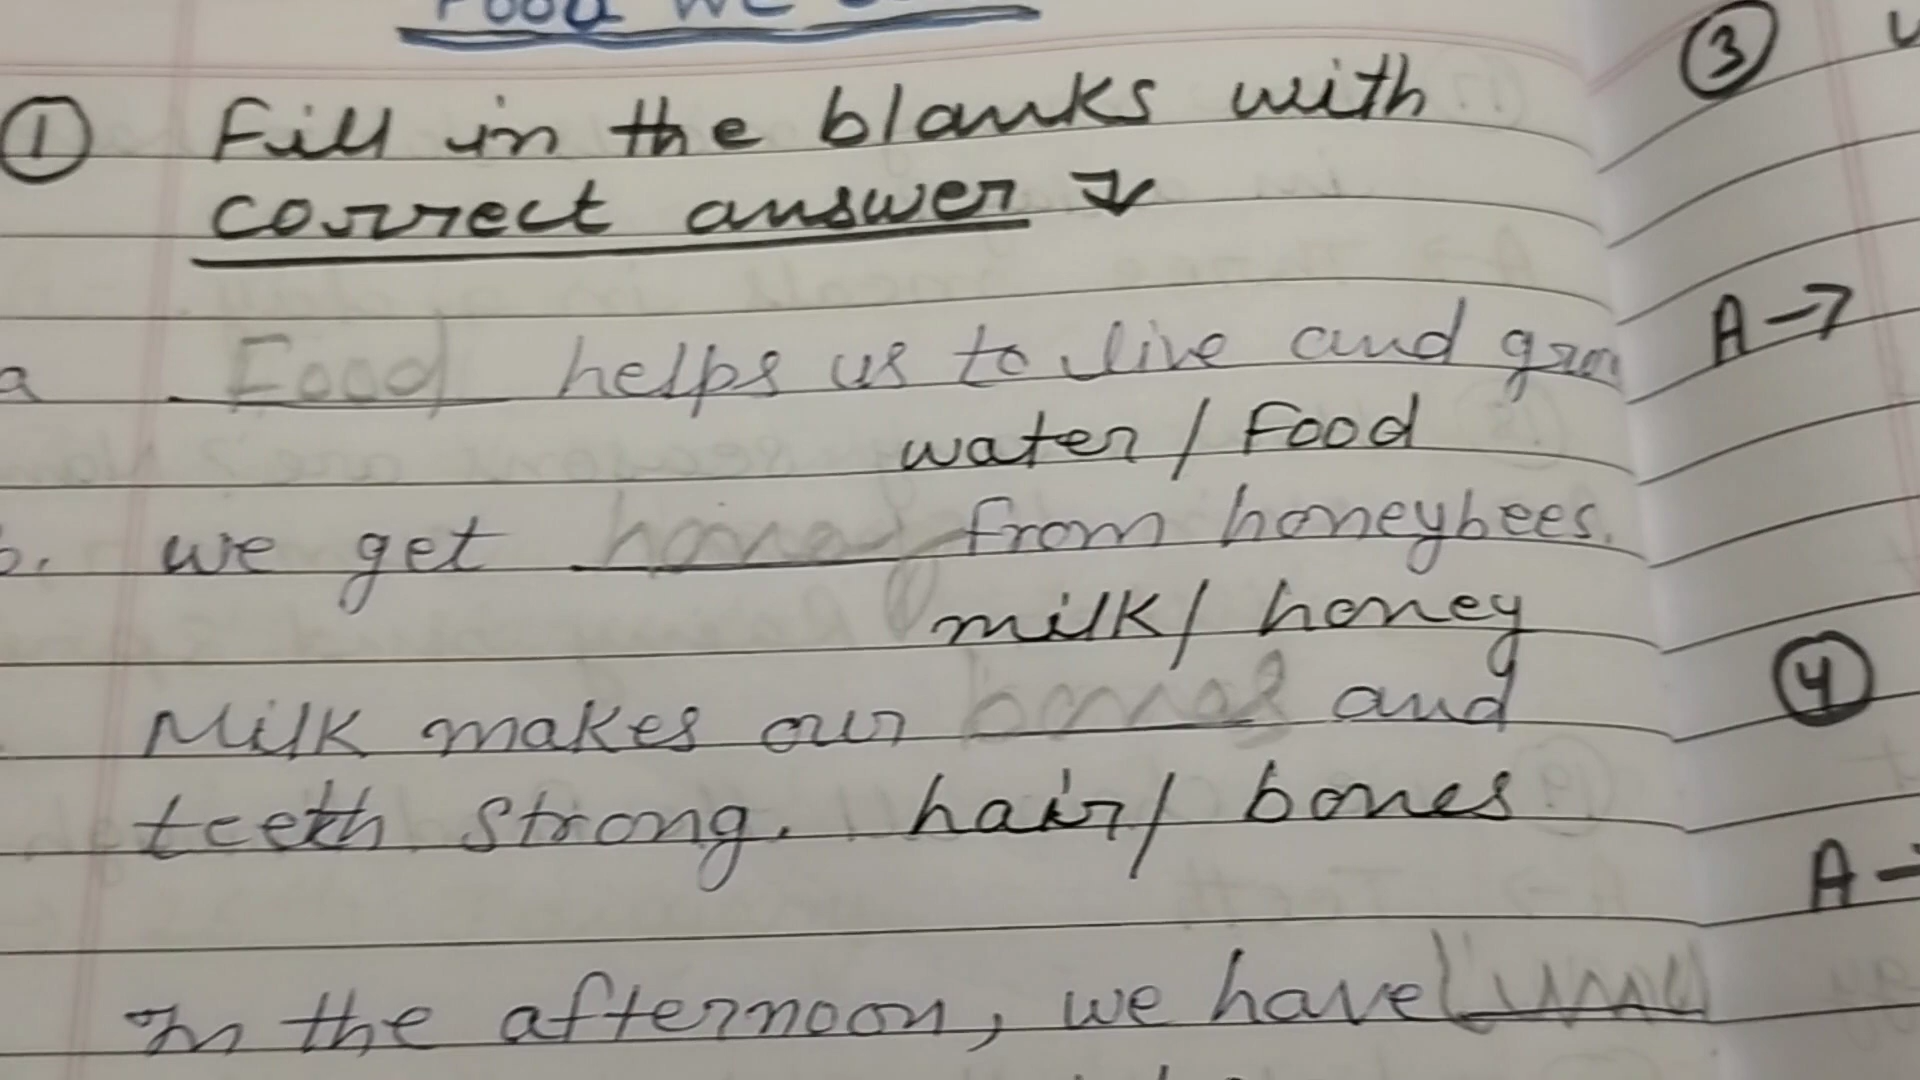 Food we
① Fill in the blanks with
correct answer
a Food helps us to live and grow
water / Food
b. we get honey from honeybees.
milk / honey
Milk makes our bones and
teeth strong. hair / bones
In the afternoon, we have
③
A →
④
A →